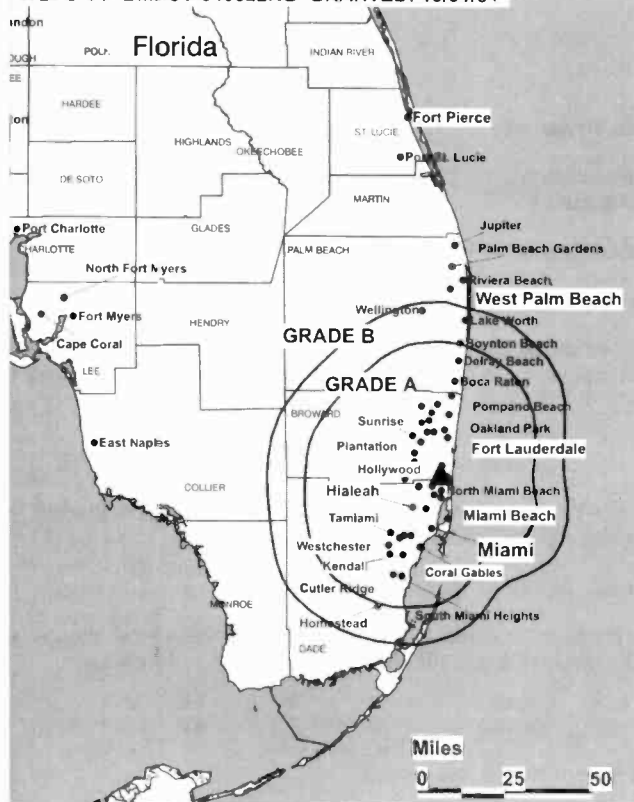 Florida
INDIAN RIVER
HARDEE
Fort Pierce
HIGHLANDS
ST. LUCIE
OKEECHOBEE
Lucie
DE SOTO
MARTIN
Port Charlotte
GLADES
Jupiter
CHARLOTTE
PALM BEACH
Palm Beach Gardens
North Fort Myers
Riviera Beach
West Palm Beach
Wellington
Fort Myers
HENDRY
Lake Worth
GRADE B
Cape Coral
Boynton Beach
LEE
Delray Beach
GRADE A
Boca Raton
BROWARD
Pompano Beach
Sunrise
Oakland Park
East Naples
Plantation
Fort Lauderdale
Hollywood
COLLIER
North Miami Beach
Hialeah
Tamiami
Miami Beach
Westchester
Miami
Kendall
Coral Gables
Cutler Ridge
MONROE
South Miami Heights
Homestead
DADE
Miles
0 25 50